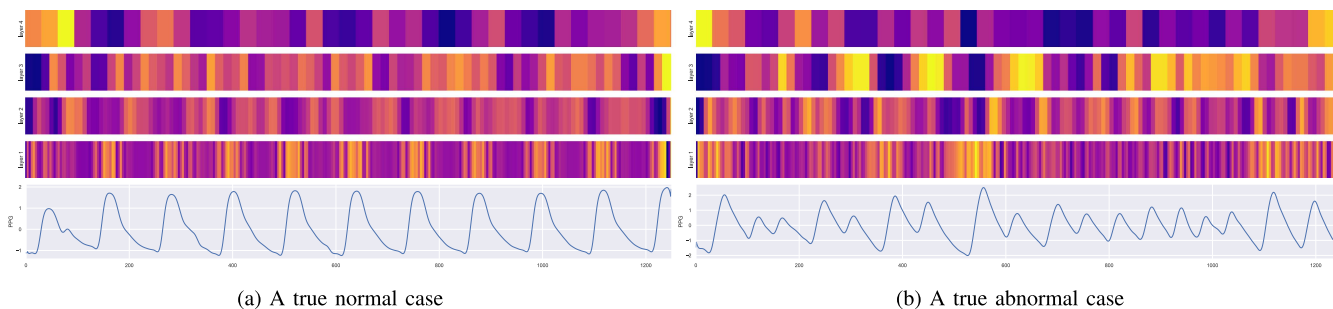 layer 4
layer 3
layer 2
layer 1
PPG
2
1
0
−1
0
200
400
600
800
1000
1200
(a) A true normal case
layer 4
layer 3
layer 2
layer 1
PPG
2
1
0
−1
−2
0
200
400
600
800
1000
1200
(b) A true abnormal case